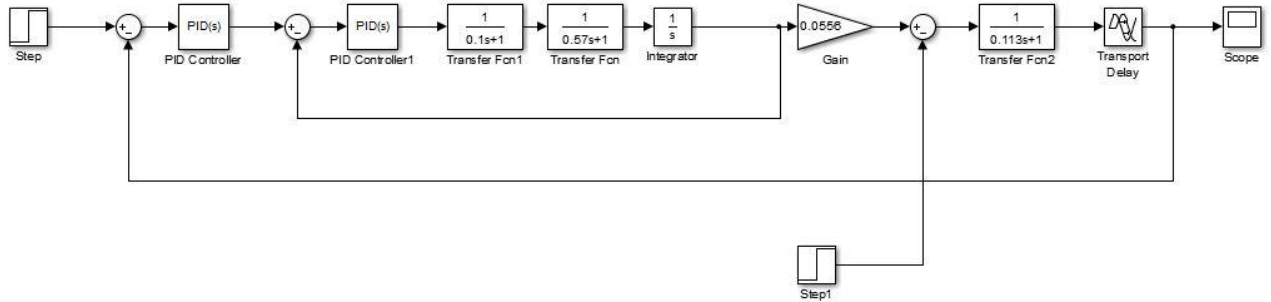 Step
+
−
PID(s)
PID Controller
+
−
PID(s)
PID Controller1
1
0.1s+1
Transfer Fcn1
1
0.57s+1
Transfer Fcn
1
s
Integrator
0.0556
Gain
+
−
1
0.113s+1
Transfer Fcn2
Transport
Delay
Scope
Step1